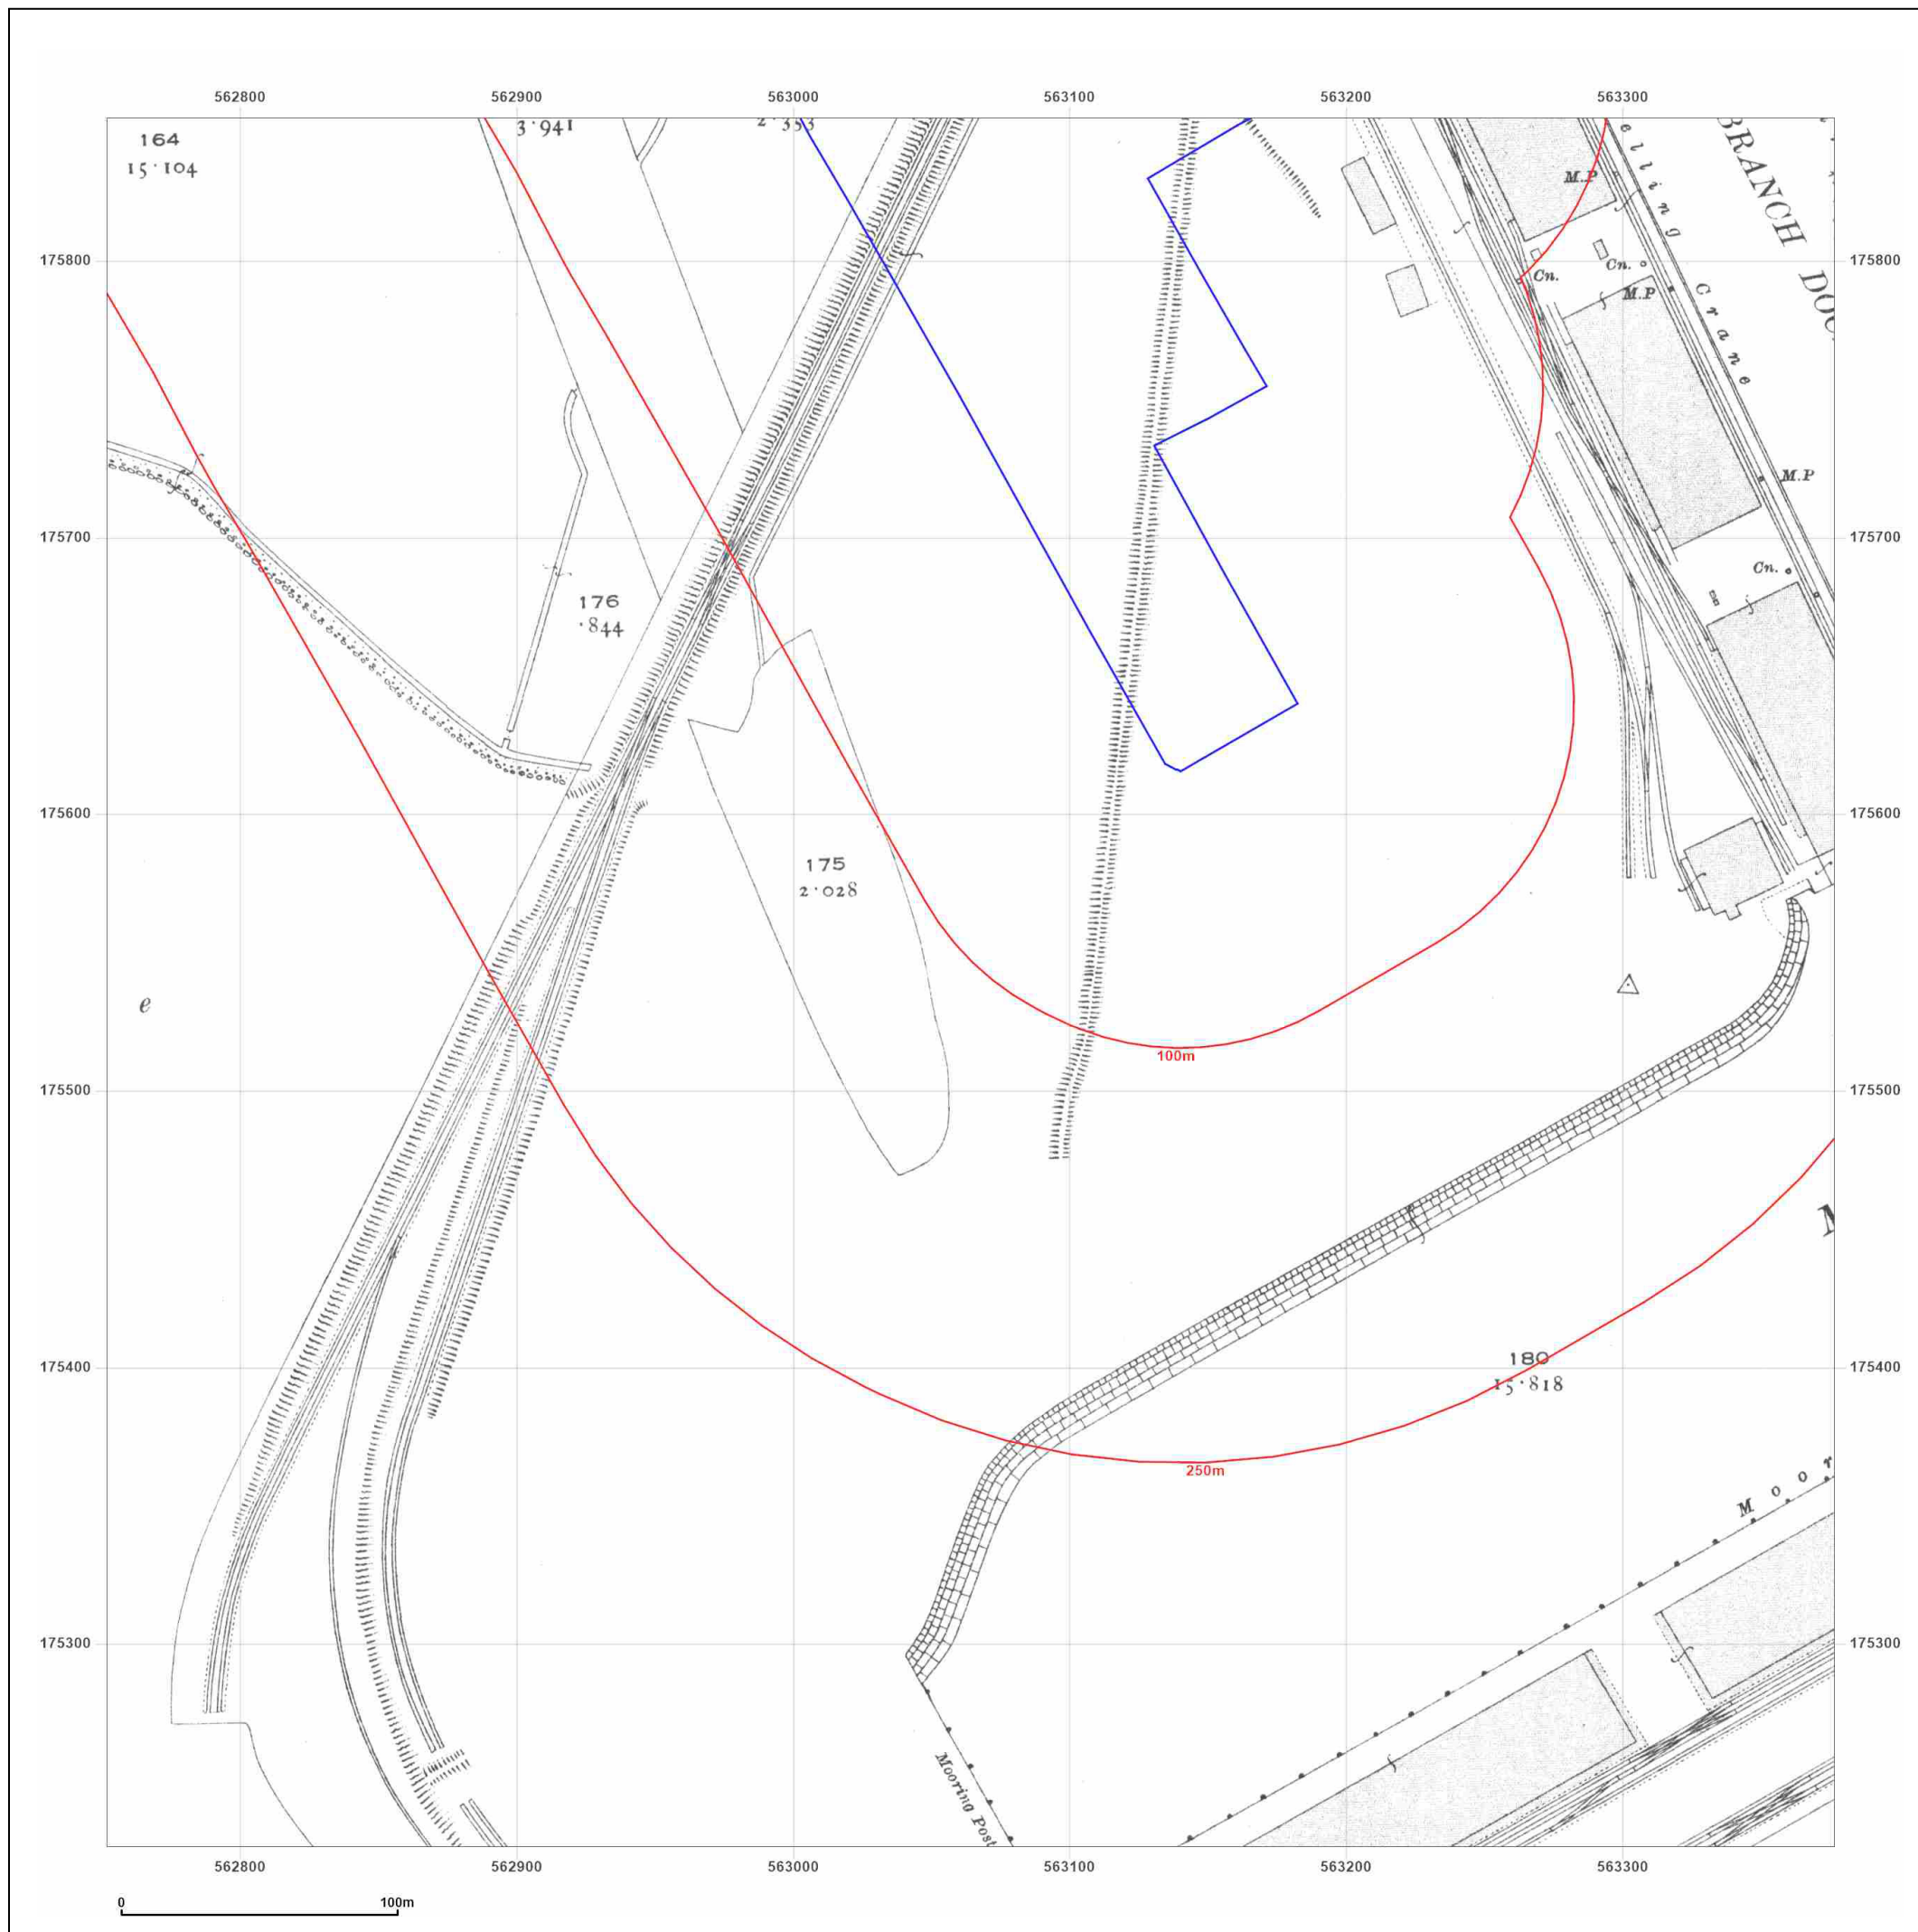 562800 562900 563000 563100 563200 563300
164
15·104
3·941
2·353
BRANCH DOC
elling Crane
M.P
175800 175800
Cn.
Cn.
M.P
M.P
175700 175700
Cn.
176
·844
175600 175600
175
2·028
e
100m
175500 175500
M
175400 175400
180
15·818
250m
Moor
175300 175300
Mooring Post
562800 562900 563000 563100 563200 563300
0 100m